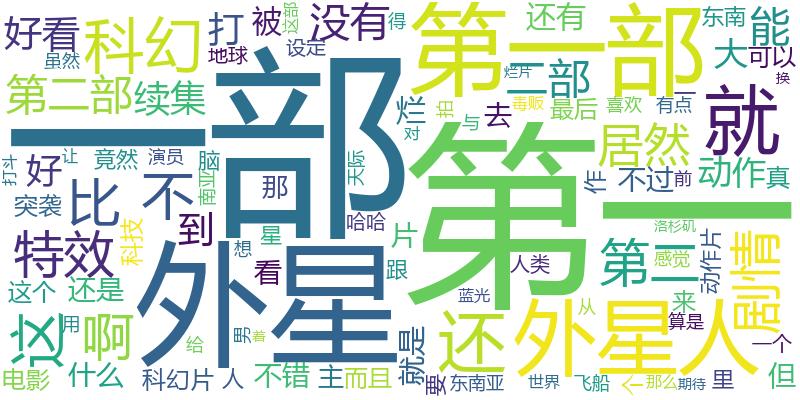 好看
科幻
打
被
没有
第一部
还有
东南
能
这部
得
虽然
地球
设定
大
可以
烂片
二部
换
第二部
续集
一部
烂
拍
毒贩
最后
喜欢
有点
一
就
去
与
对
居然
打斗
让
竟然
演员
脑
南亚
天际
第一
作
不过
前
动作
真
好
比
不
那
突袭
哈哈
到
星
片
特效
科技
想
看
跟
外星
人类
第二
洛杉矶
感觉
动作片
剧情
这
这个
还是
啊
用
给
男
着
蓝光
还
外星人
从
来
算是
一个
就是
电影
什么
科幻片
人
不错
主
而且
要
东南亚
世界
飞船
个
那么
期待
里
但